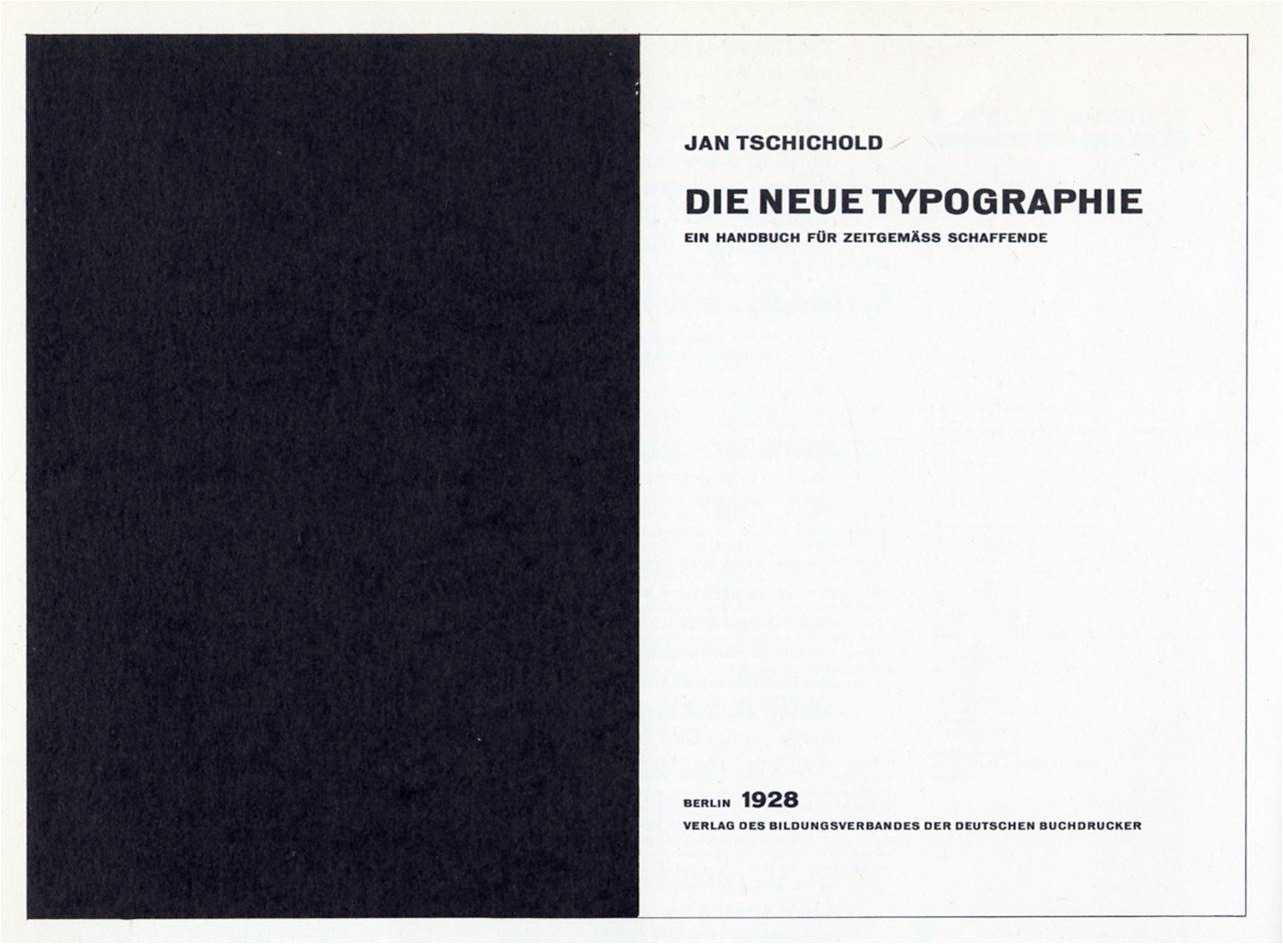 JAN TSCHICHOLD
DIE NEUE TYPOGRAPHIE
EIN HANDBUCH FÜR ZEITGEMÄSS SCHAFFENDE
BERLIN 1928
VERLAG DES BILDUNGSVERBANDES DER DEUTSCHEN BUCHDRUCKER